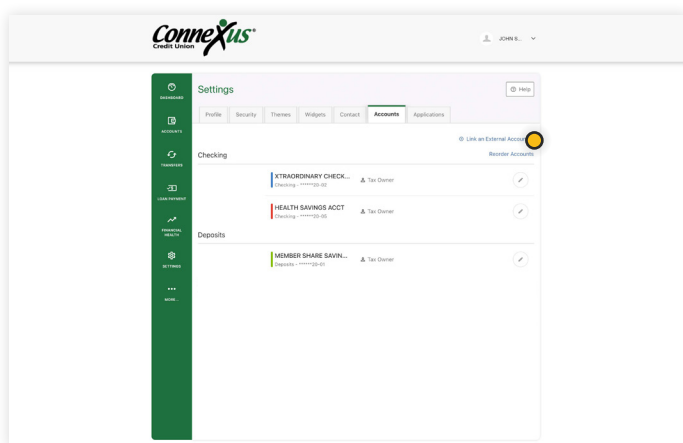 Connexus
Credit Union
JOHN B...
DASHBOARD
ACCOUNTS
TRANSFERS
LOAN PAYMENT
FINANCIAL
HEALTH
SETTINGS
MORE...
Settings
Help
Profile Security Themes Widgets Contact Accounts Applications
Link an External Account
Reorder Accounts
Checking
XTRAORDINARY CHECK...
Tax Owner
Checking - ******20-02
HEALTH SAVINGS ACCT
Tax Owner
Checking - ******20-05
Deposits
MEMBER SHARE SAVIN...
Tax Owner
Deposits - ******20-01